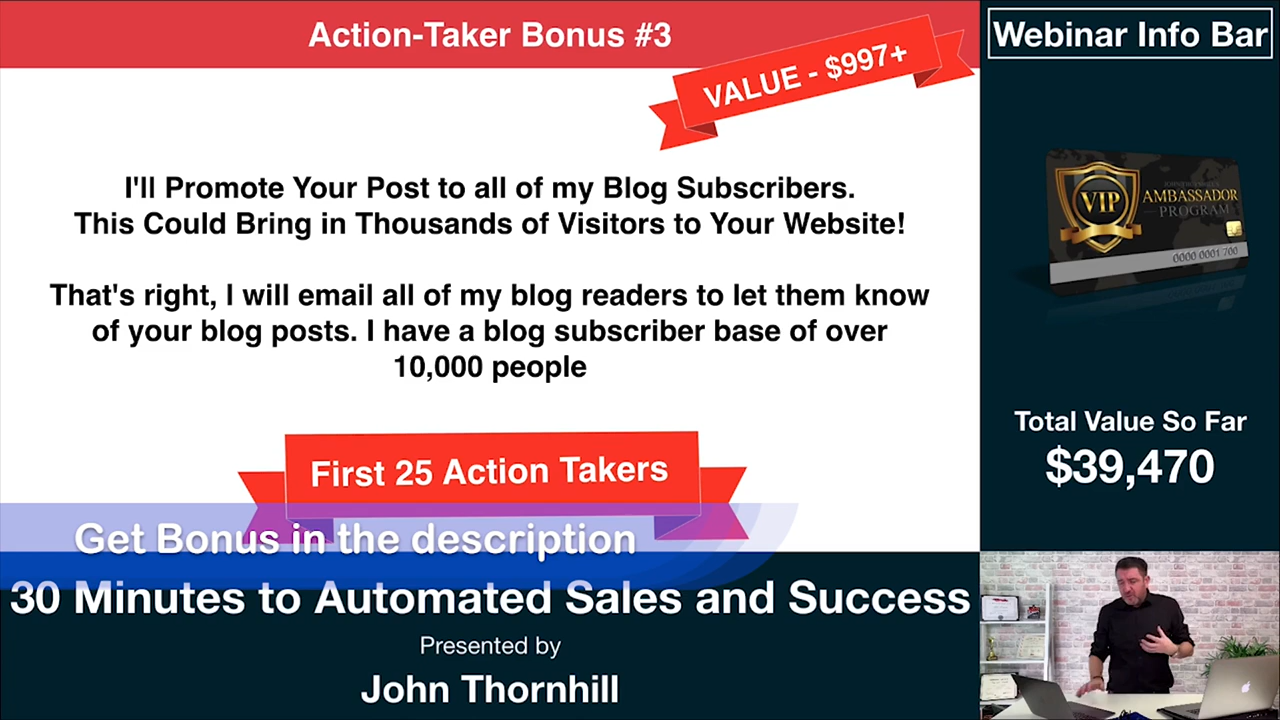 Action-Taker Bonus #3
VALUE - $997+
I'll Promote Your Post to all of my Blog Subscribers.
This Could Bring in Thousands of Visitors to Your Website!
That's right, I will email all of my blog readers to let them know
of your blog posts. I have a blog subscriber base of over
10,000 people
First 25 Action Takers
Get Bonus in the description
30 Minutes to Automated Sales and Success
Presented by
John Thornhill
Webinar Info Bar
VIP
AMBASSADOR
PROGRAM
0000 0001 700
Total Value So Far
$39,470